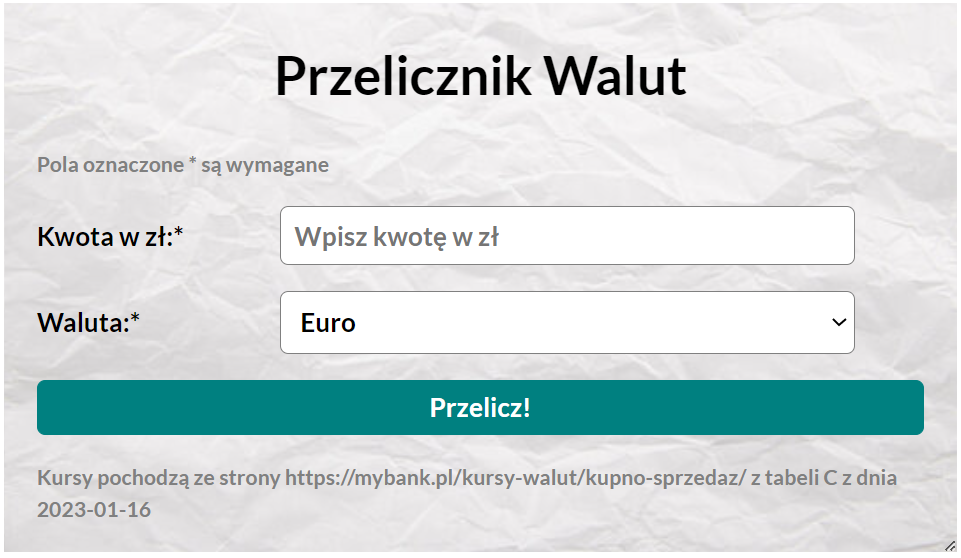 Przelicznik Walut
Pola oznaczone * są wymagane
Kwota w zł:*
Wpisz kwotę w zł
Waluta:*
Euro
Przelicz!
Kursy pochodzą ze strony https://mybank.pl/kursy-walut/kupno-sprzedaz/ z tabeli C z dnia
2023-01-16